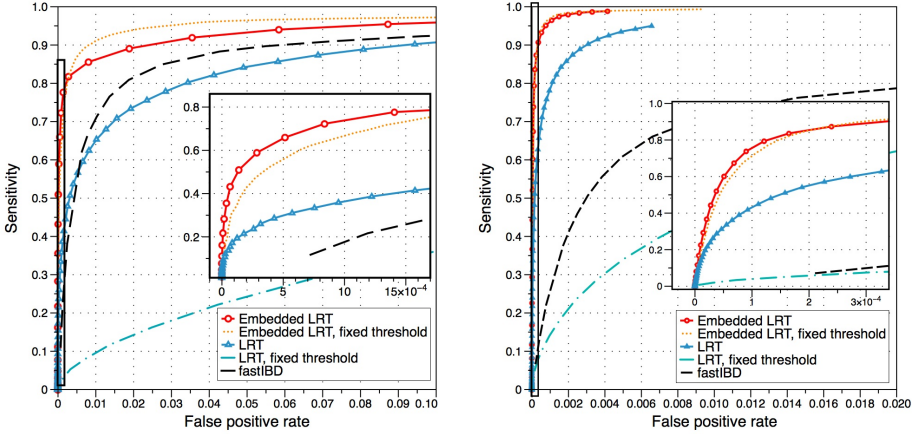 1.0
0.9
0.8
0.7
0.6
0.5
0.4
0.3
0.2
0.1
0
Sensitivity
0 0.01 0.02 0.03 0.04 0.05 0.06 0.07 0.08 0.09 0.10
False positive rate
0.8
0.6
0.4
0.2
0 5 10 15×10⁻⁴
Embedded LRT
Embedded LRT, fixed threshold
LRT
LRT, fixed threshold
fastIBD
1.0
0.9
0.8
0.7
0.6
0.5
0.4
0.3
0.2
0.1
0
Sensitivity
0 0.002 0.004 0.006 0.008 0.010 0.012 0.014 0.016 0.018 0.020
False positive rate
1.0
0.8
0.6
0.4
0.2
0
0 1 2 3×10⁻⁴
Embedded LRT
Embedded LRT, fixed threshold
LRT
LRT, fixed threshold
fastIBD